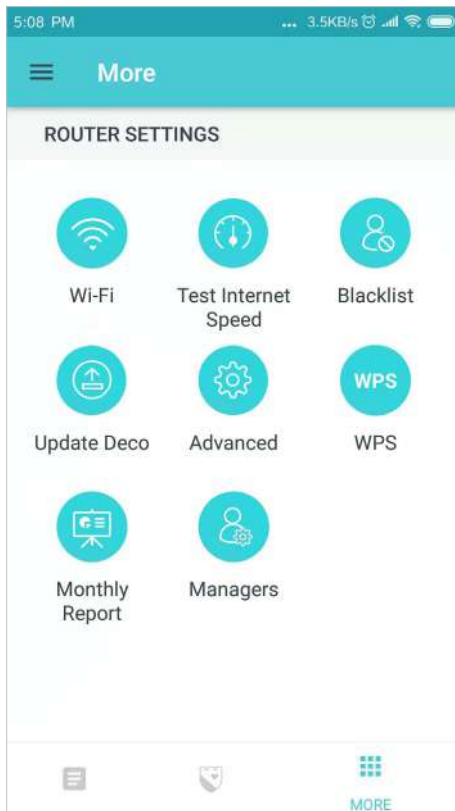 5:08 PM ... 3.5KB/s
More
ROUTER SETTINGS
Wi-Fi
Test Internet
Speed
Blacklist
Update Deco
Advanced
WPS
WPS
Monthly
Report
Managers
MORE